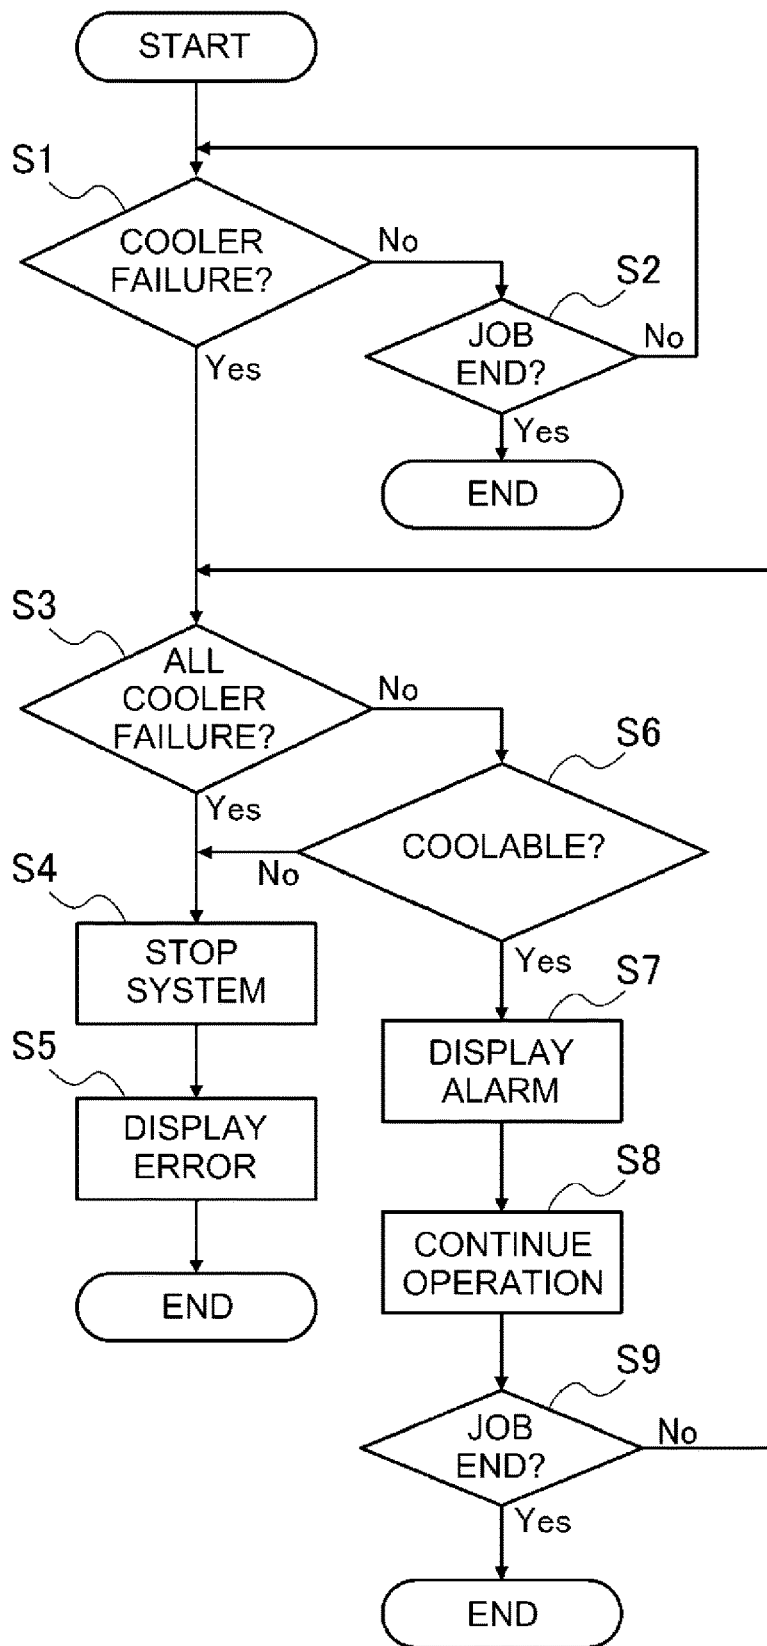 START
S1
COOLER
FAILURE?
No
Yes
S2
JOB
END?
No
Yes
END
S3
ALL
COOLER
FAILURE?
No
Yes
S6
COOLABLE?
No
Yes
S4
STOP
SYSTEM
S5
DISPLAY
ERROR
END
S7
DISPLAY
ALARM
S8
CONTINUE
OPERATION
S9
JOB
END?
No
Yes
END